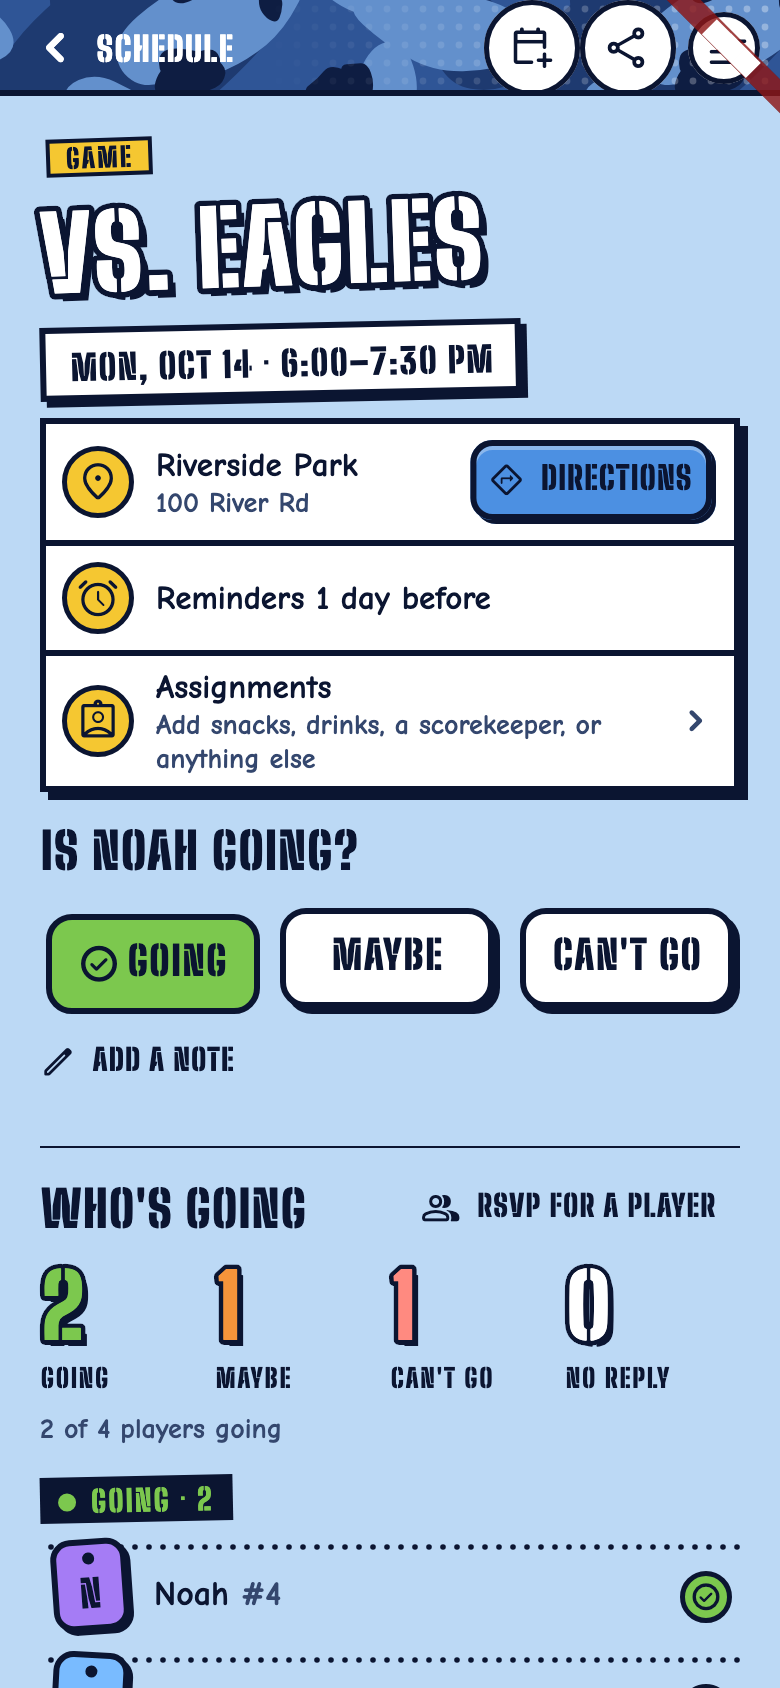 SCHEDULE
GAME
VS. EAGLES
MON, OCT 14 · 6:00–7:30 PM
Riverside Park
100 River Rd
DIRECTIONS
Reminders 1 day before
Assignments
Add snacks, drinks, a scorekeeper, or
anything else
IS NOAH GOING?
GOING
MAYBE
CAN'T GO
ADD A NOTE
WHO'S GOING
RSVP FOR A PLAYER
2
1
1
0
GOING
MAYBE
CAN'T GO
NO REPLY
2 of 4 players going
GOING · 2
N
Noah #4